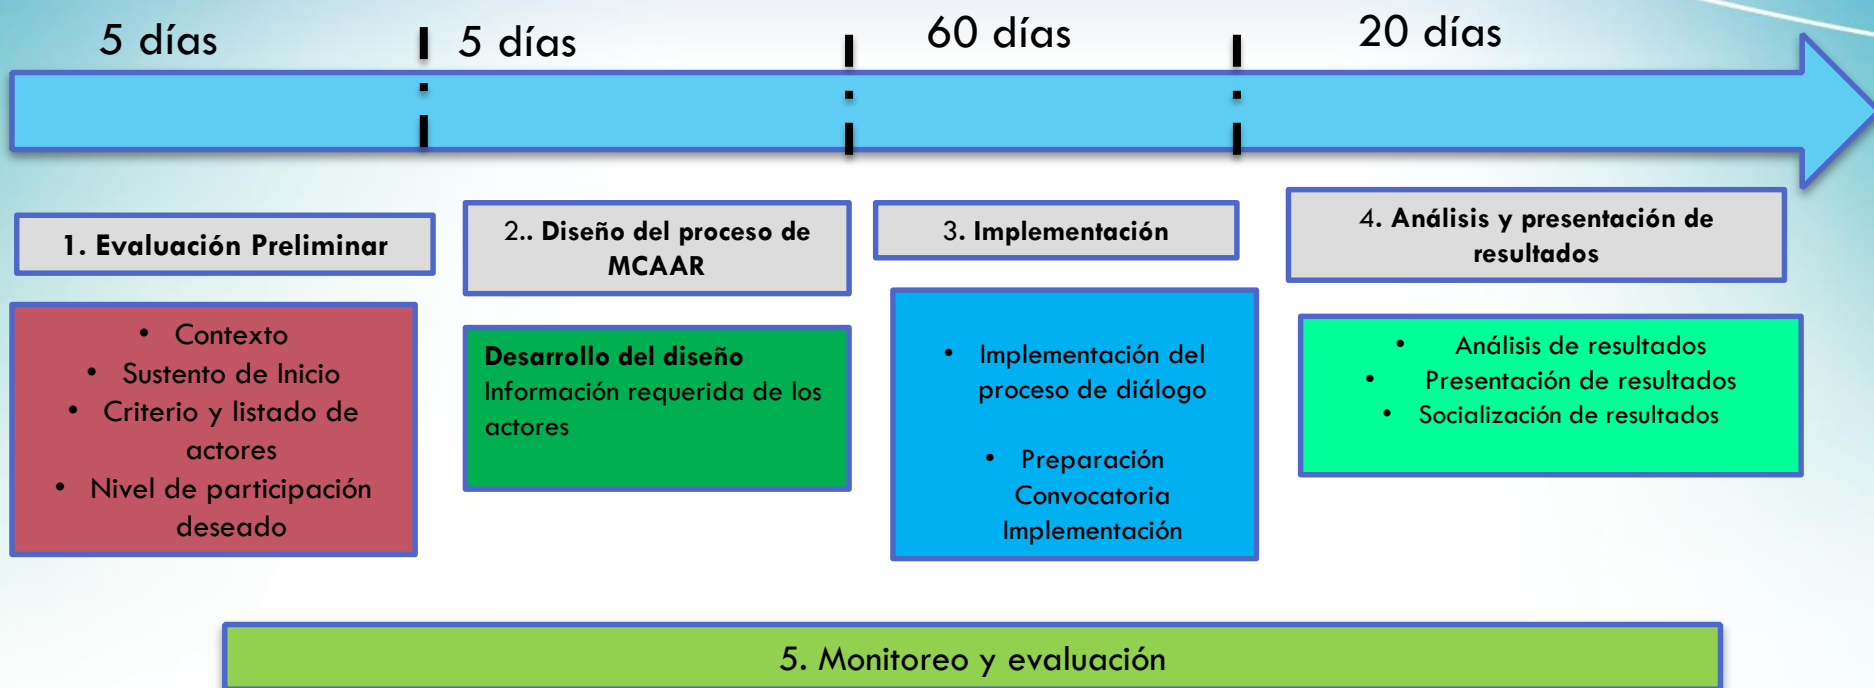 5 días
5 días
60 días
20 días
1. Evaluación Preliminar
2.. Diseño del proceso de
MCAAR
3. Implementación
4. Análisis y presentación de
resultados
• Contexto
• Sustento de Inicio
• Criterio y listado de
actores
• Nivel de participación
deseado
Desarrollo del diseño
Información requerida de los
actores
• Implementación del
proceso de diálogo
• Preparación
Convocatoria
Implementación
• Análisis de resultados
• Presentación de resultados
• Socialización de resultados
5. Monitoreo y evaluación